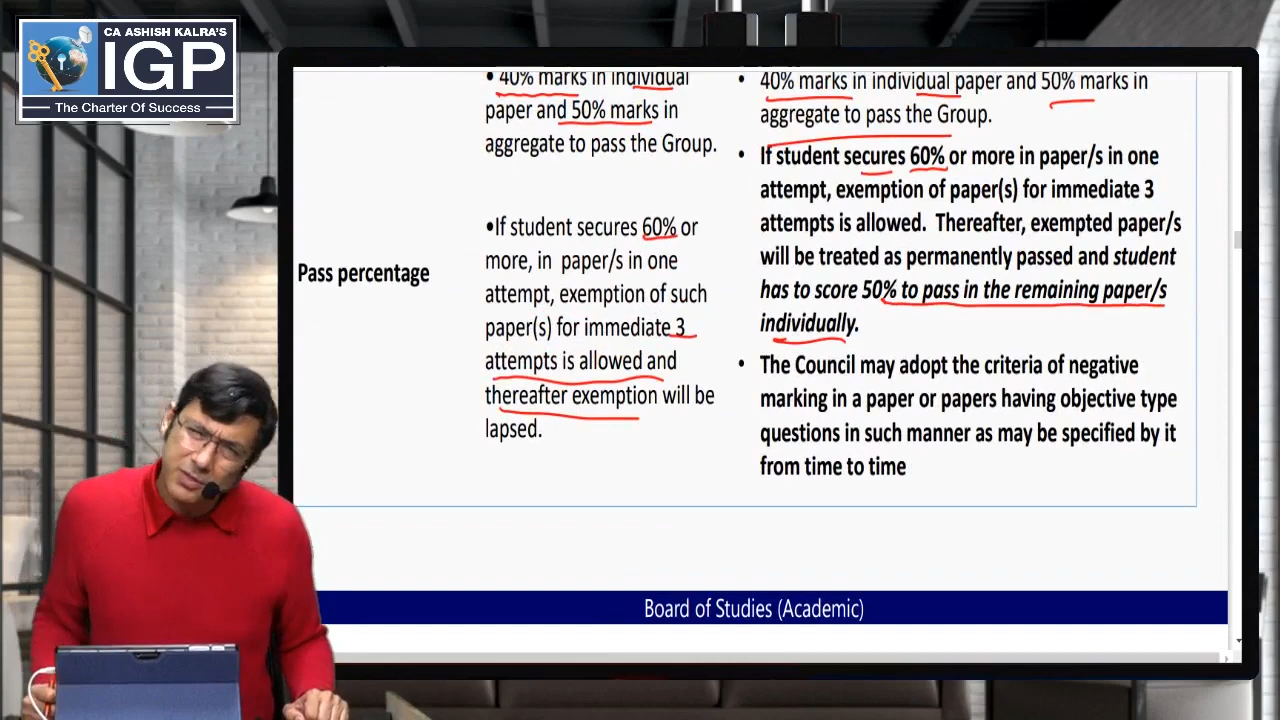 CA ASHISH KALRA'S
IGP
The Charter Of Success
Pass percentage
• 40% marks in individual
paper and 50% marks in
aggregate to pass the Group.
•If student secures 60% or
more, in paper/s in one
attempt, exemption of such
paper(s) for immediate 3
attempts is allowed and
thereafter exemption will be
lapsed.
• 40% marks in individual paper and 50% marks in
aggregate to pass the Group.
• If student secures 60% or more in paper/s in one
attempt, exemption of paper(s) for immediate 3
attempts is allowed. Thereafter, exempted paper/s
will be treated as permanently passed and student
has to score 50% to pass in the remaining paper/s
individually.
• The Council may adopt the criteria of negative
marking in a paper or papers having objective type
questions in such manner as may be specified by it
from time to time
Board of Studies (Academic)